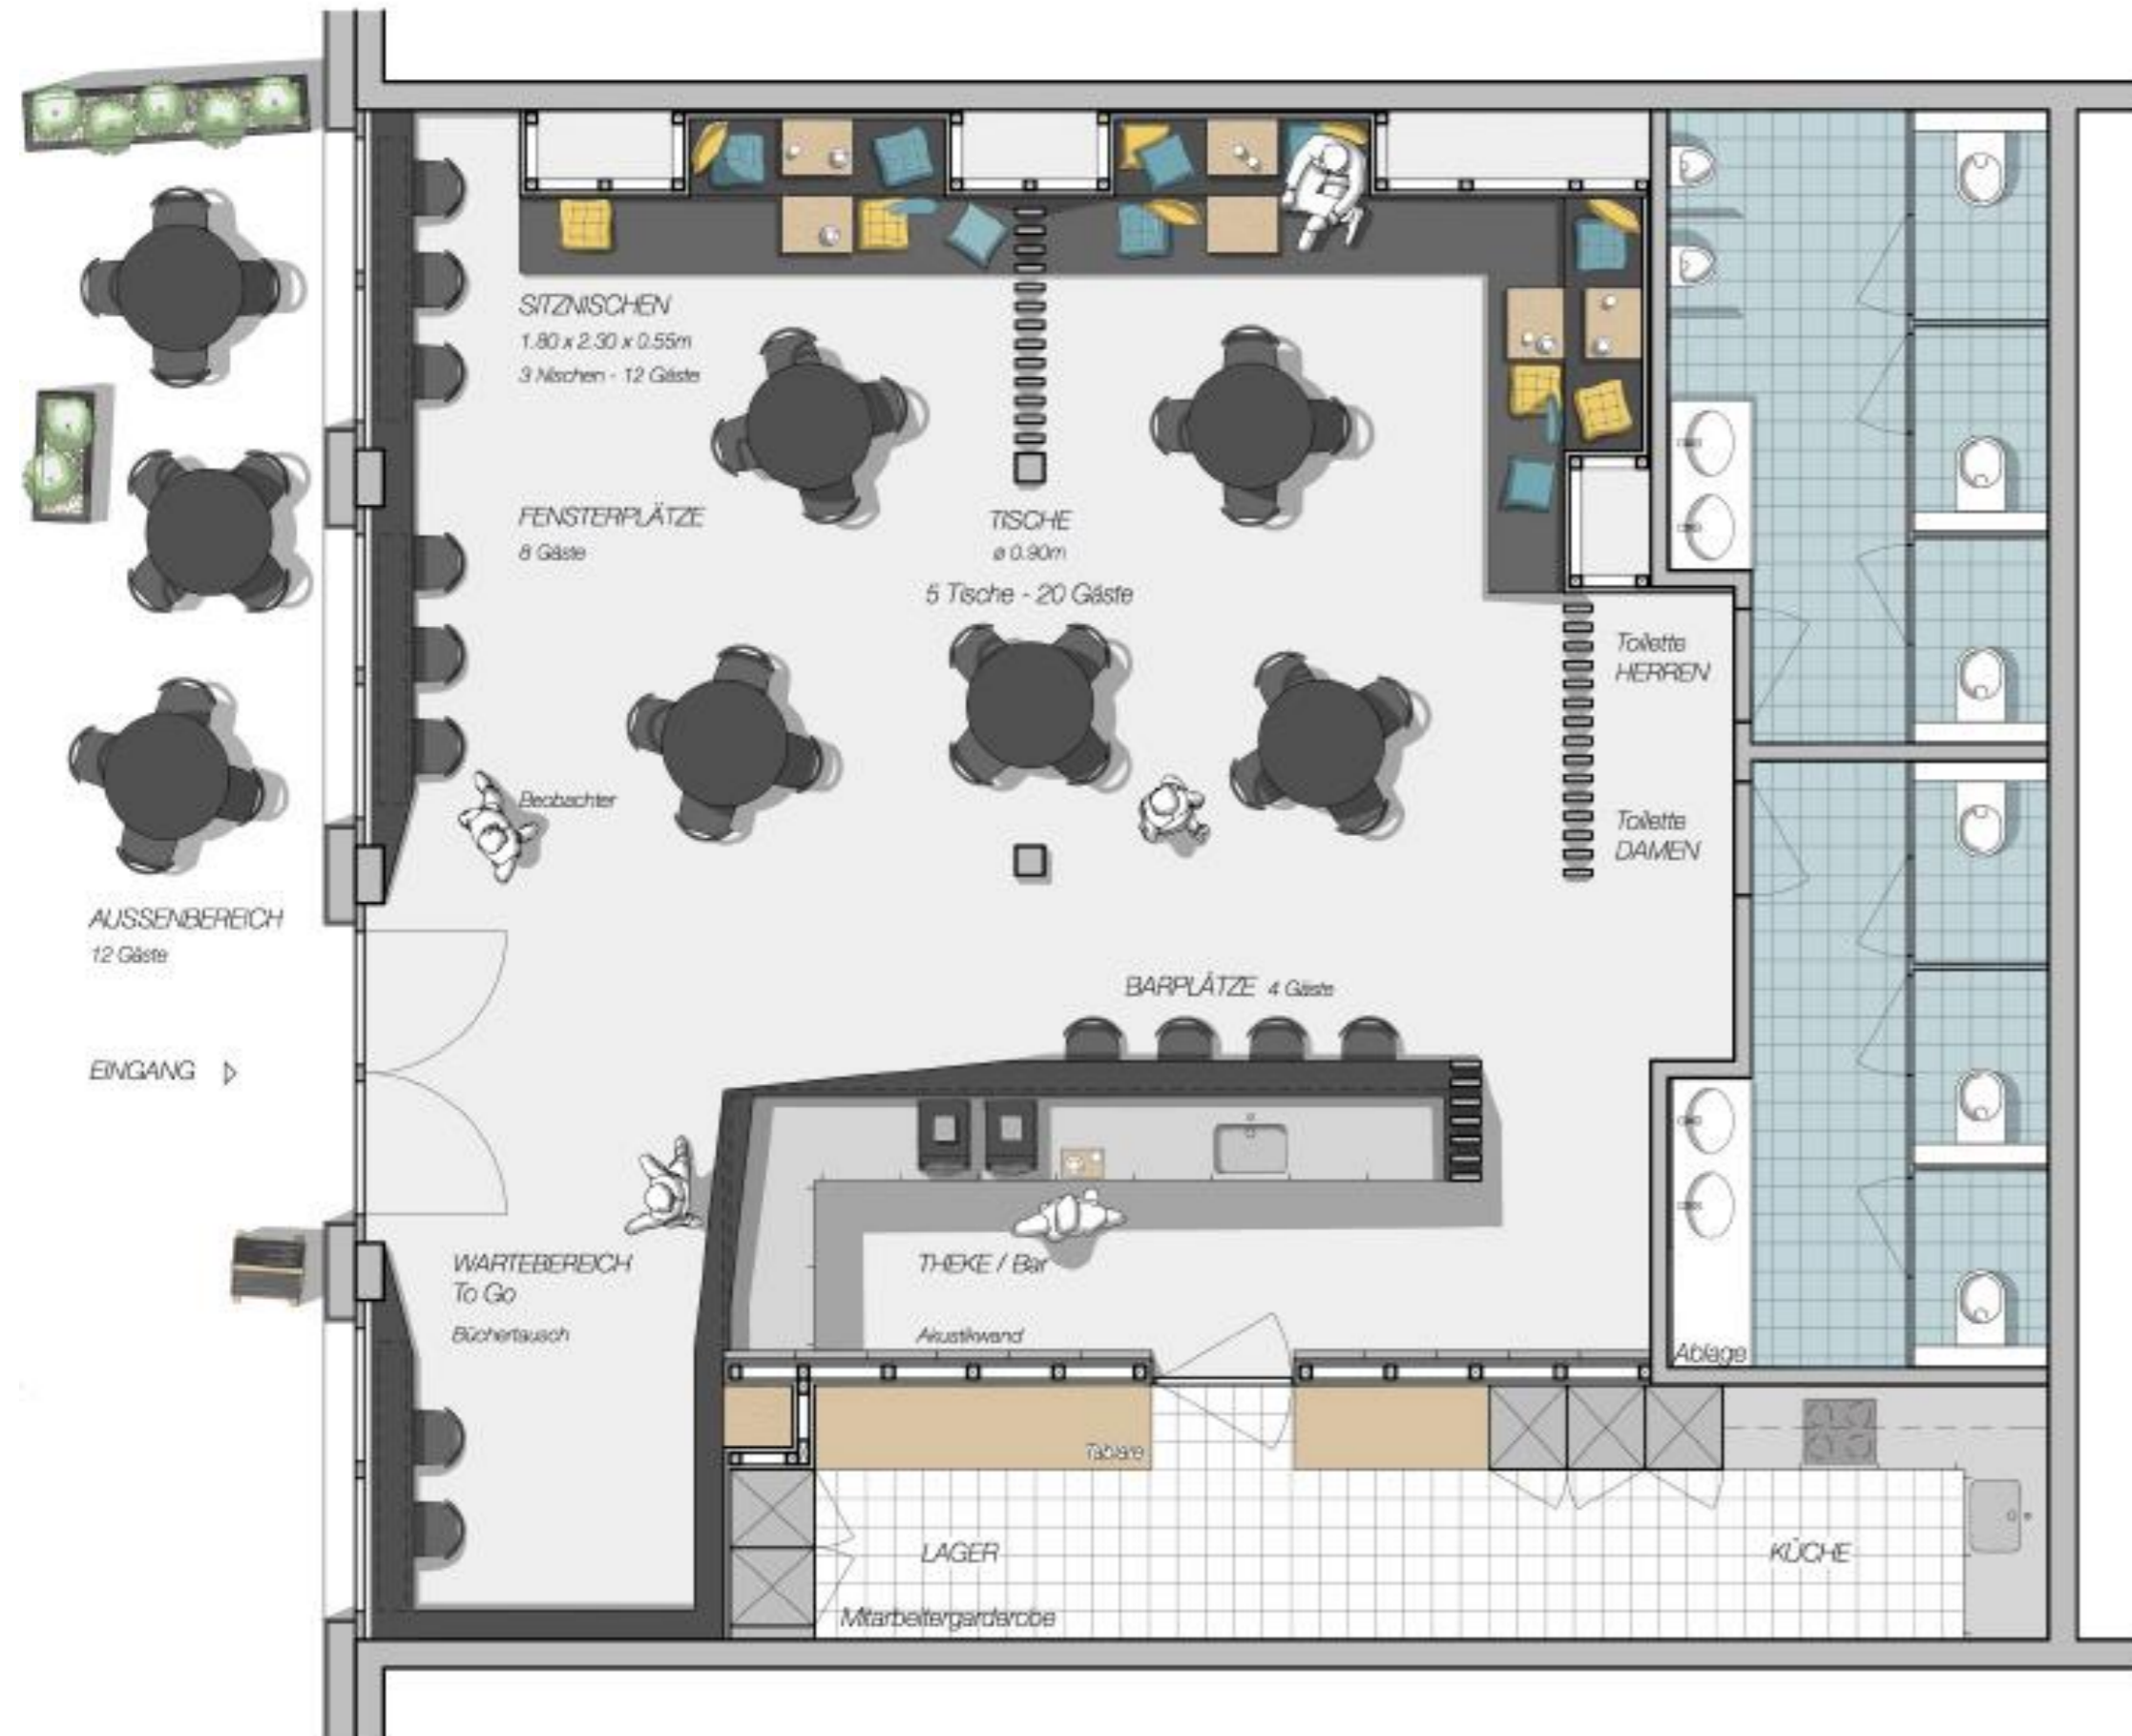 SITZNISCHEN
1.80 x 2.30 x 0.55m
3 Nischen - 12 Gäste
FENSTERPLÄTZE
8 Gäste
TISCHE
ø 0.90m
5 Tische - 20 Gäste
Toilette
HERREN
Beobachter
Toilette
DAMEN
AUSSENBEREICH
12 Gäste
BARPLÄTZE 4 Gäste
EINGANG
WARTEBEREICH
To Go
Büchertausch
THEKE / Bar
Akustikwand
Ablage
LAGER
KÜCHE
Mitarbeitergarderobe